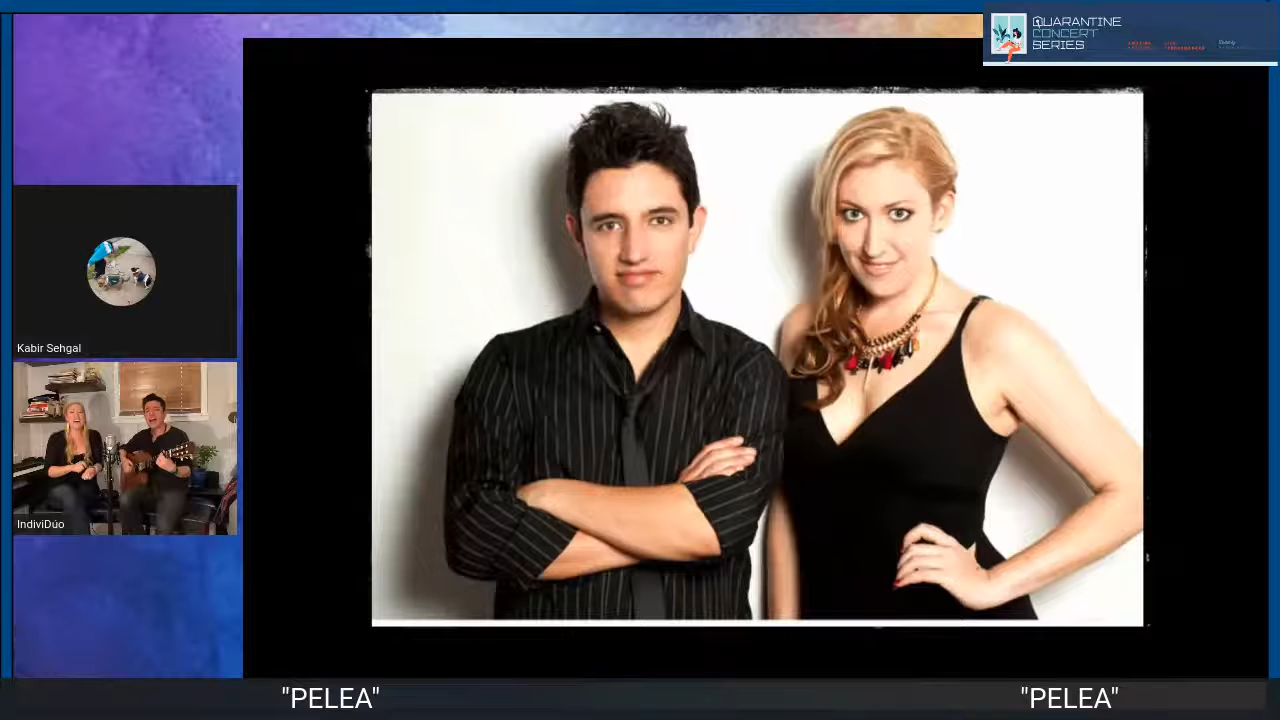 QUARANTINE
CONCERT
SERIES
Kabir Sehgal
IndiviDúo
"PELEA"
"PELEA"